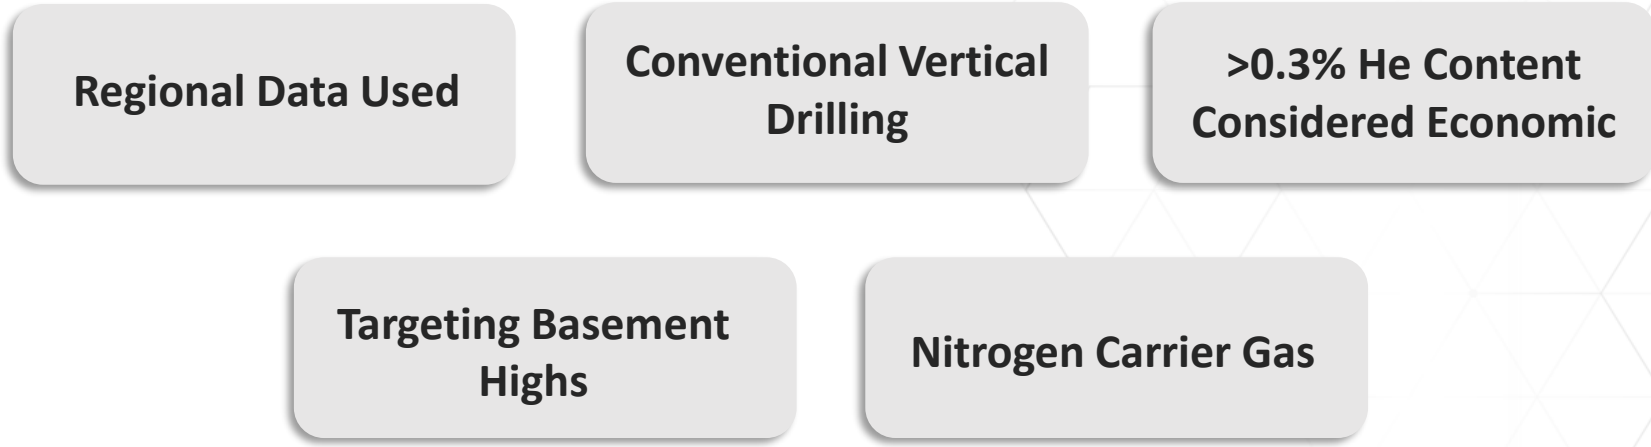 Regional Data Used
Conventional Vertical
Drilling
>0.3% He Content
Considered Economic
Targeting Basement
Highs
Nitrogen Carrier Gas